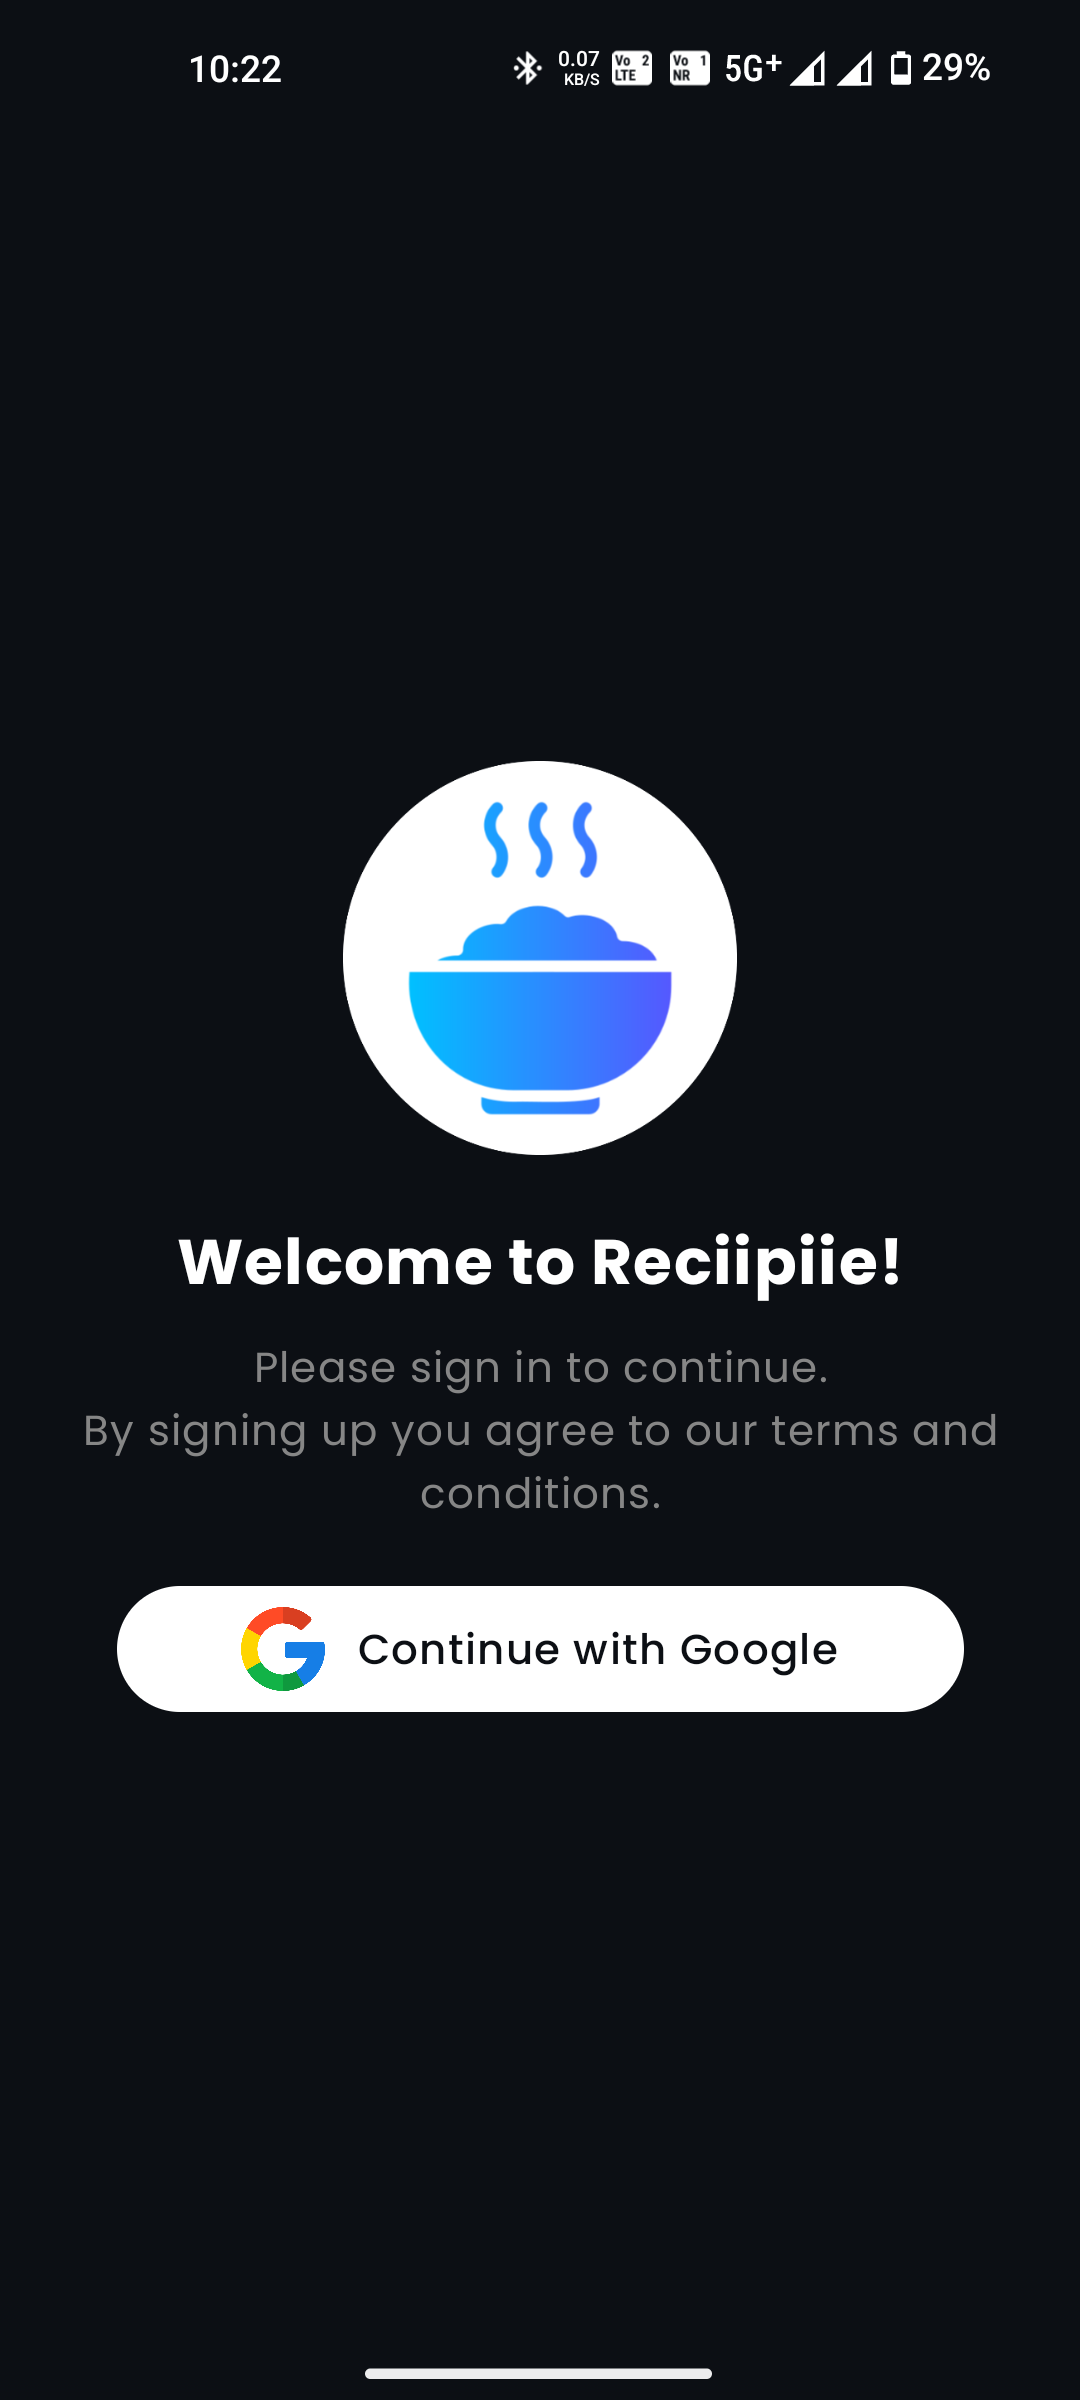 10:22 0.07 KB/S Vo 2 LTE Vo 1 NR 5G+ 29%
Welcome to Reciipiie!
Please sign in to continue.
By signing up you agree to our terms and
conditions.
Continue with Google